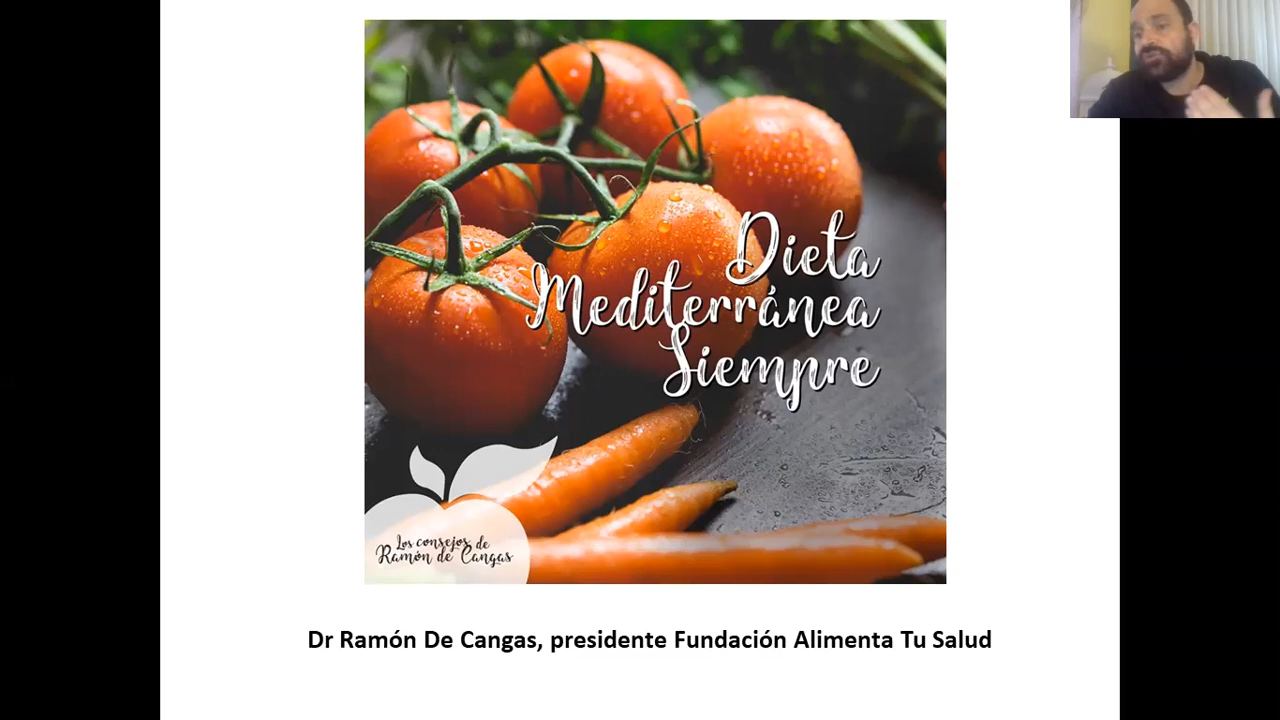 Dieta
Mediterránea
Siempre
Los consejos de
Ramón de Cangas
Dr Ramón De Cangas, presidente Fundación Alimenta Tu Salud